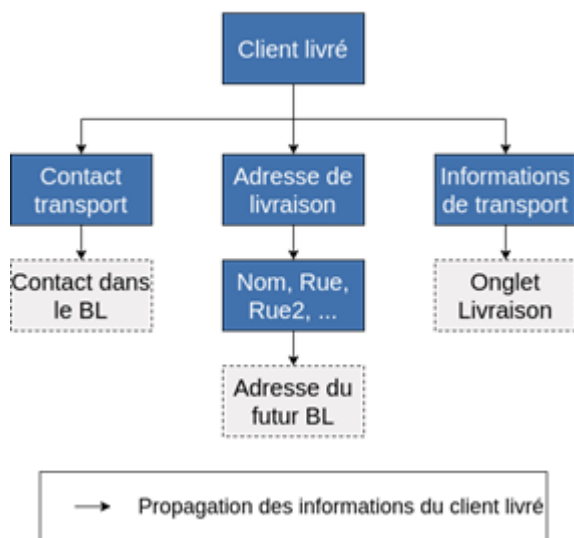 Client livré
Contact
transport
Adresse de
livraison
Informations
de transport
Contact dans
le BL
Nom, Rue,
Rue2, ...
Onglet
Livraison
Adresse du
futur BL
Propagation des informations du client livré